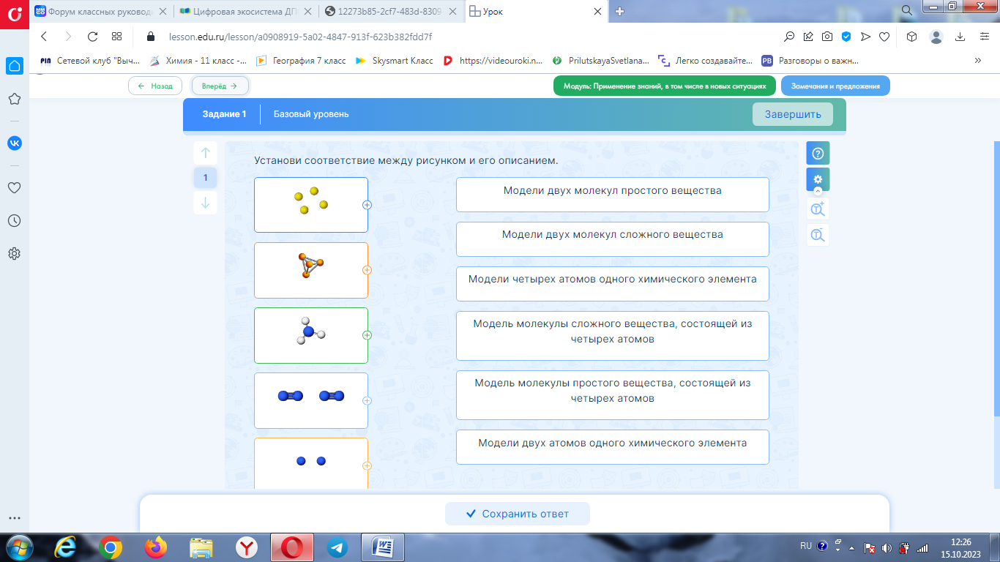 Форум классных руковод
Цифровая экосистема ДП
12273b85-2cf7-483d-8309
Урок
lesson.edu.ru/lesson/a0908919-5a02-4847-913f-623b382fdd7f
PIN Сетевой клуб "Выч...
Химия - 11 класс -...
География 7 класс
Skysmart Класс
https://videouroki.n...
PrilutskayaSvetlana...
Легко создавайте...
РВ Разговоры о важн...
Назад
Вперёд
Модуль: Применение знаний, в том числе в новых ситуациях
Замечания и предложения
Задание 1
Базовый уровень
Завершить
1
Установи соответствие между рисунком и его описанием.
Модели двух молекул простого вещества
Модели двух молекул сложного вещества
Модели четырех атомов одного химического элемента
Модель молекулы сложного вещества, состоящей из
четырех атомов
Модель молекулы простого вещества, состоящей из
четырех атомов
Модели двух атомов одного химического элемента
Сохранить ответ
RU
12:26
15.10.2023